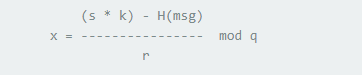 (s * k) - H(msg)
x = ---------------- mod q
r